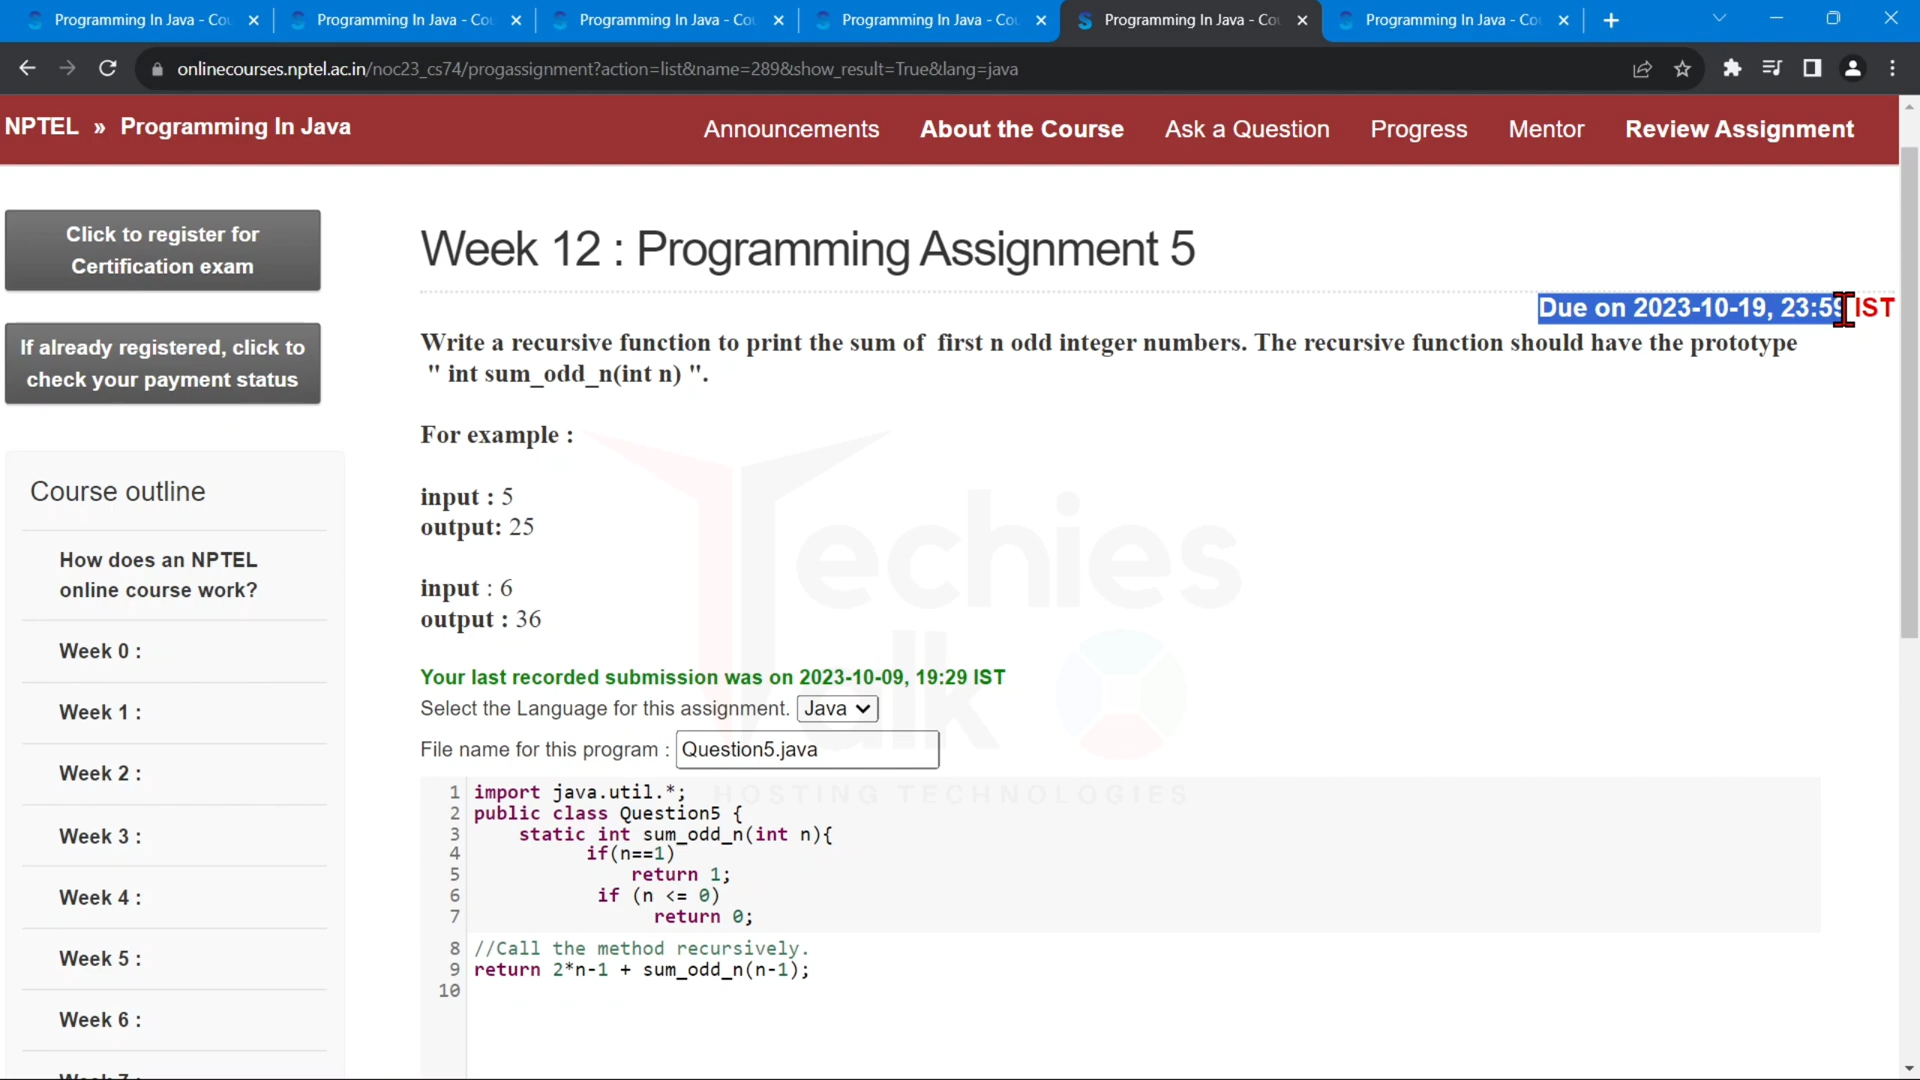 Programming In Java - Cou
Programming In Java - Cou
Programming In Java - Cou
Programming In Java - Cou
Programming In Java - Cou
Programming In Java - Cou
onlinecourses.nptel.ac.in/noc23_cs74/progassignment?action=list&name=289&show_result=True&lang=java
NPTEL » Programming In Java
Announcements About the Course Ask a Question Progress Mentor Review Assignment
Click to register for
Certification exam
If already registered, click to
check your payment status
Course outline
How does an NPTEL
online course work?
Week 0 :
Week 1 :
Week 2 :
Week 3 :
Week 4 :
Week 5 :
Week 6 :
Week 12 : Programming Assignment 5
Due on 2023-10-19, 23:59 IST
Write a recursive function to print the sum of first n odd integer numbers. The recursive function should have the prototype
" int sum_odd_n(int n) ".
For example :
input : 5
output: 25
input : 6
output : 36
Techies
Talk
HOSTING TECHNOLOGIES
Your last recorded submission was on 2023-10-09, 19:29 IST
Select the Language for this assignment. Java
File name for this program : Question5.java
1 import java.util.*;
2 public class Question5 {
3 static int sum_odd_n(int n){
4 if(n==1)
5 return 1;
6 if (n <= 0)
7 return 0;
8 //Call the method recursively.
9 return 2*n-1 + sum_odd_n(n-1);
10